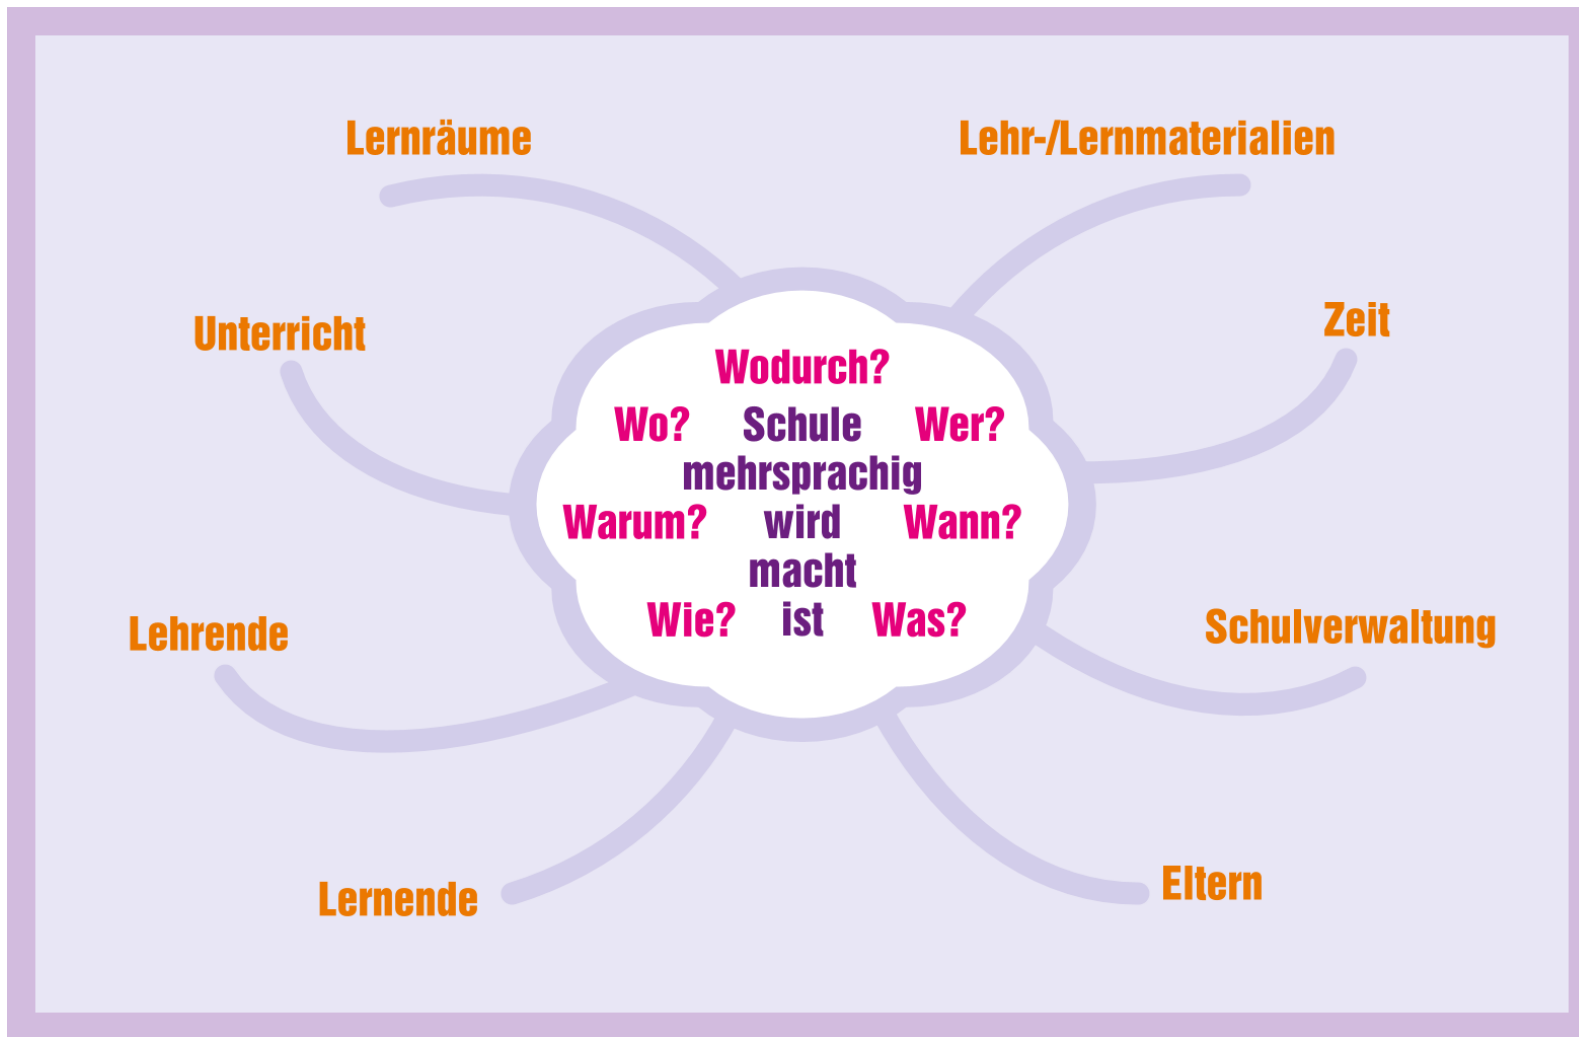 Lernräume
Lehr-/Lernmaterialien
Unterricht
Zeit
Wodurch?
Wo? Schule Wer?
mehrsprachig
Warum? wird Wann?
macht
Wie? ist Was?
Lehrende
Schulverwaltung
Lernende
Eltern